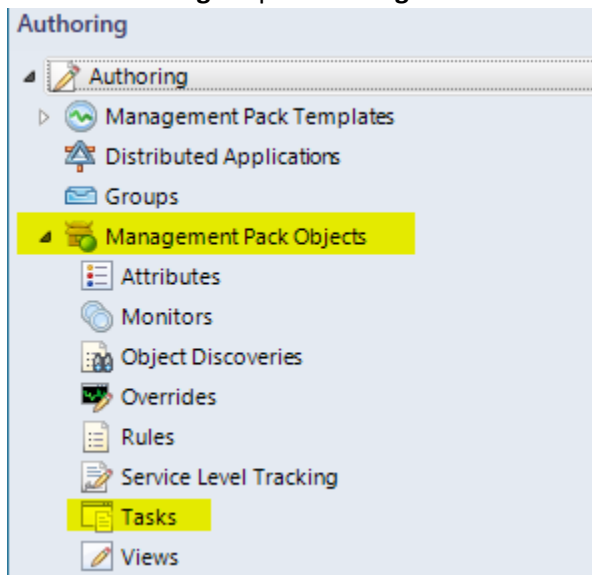 Authoring
Authoring
Management Pack Templates
Distributed Applications
Groups
Management Pack Objects
Attributes
Monitors
Object Discoveries
Overrides
Rules
Service Level Tracking
Tasks
Views